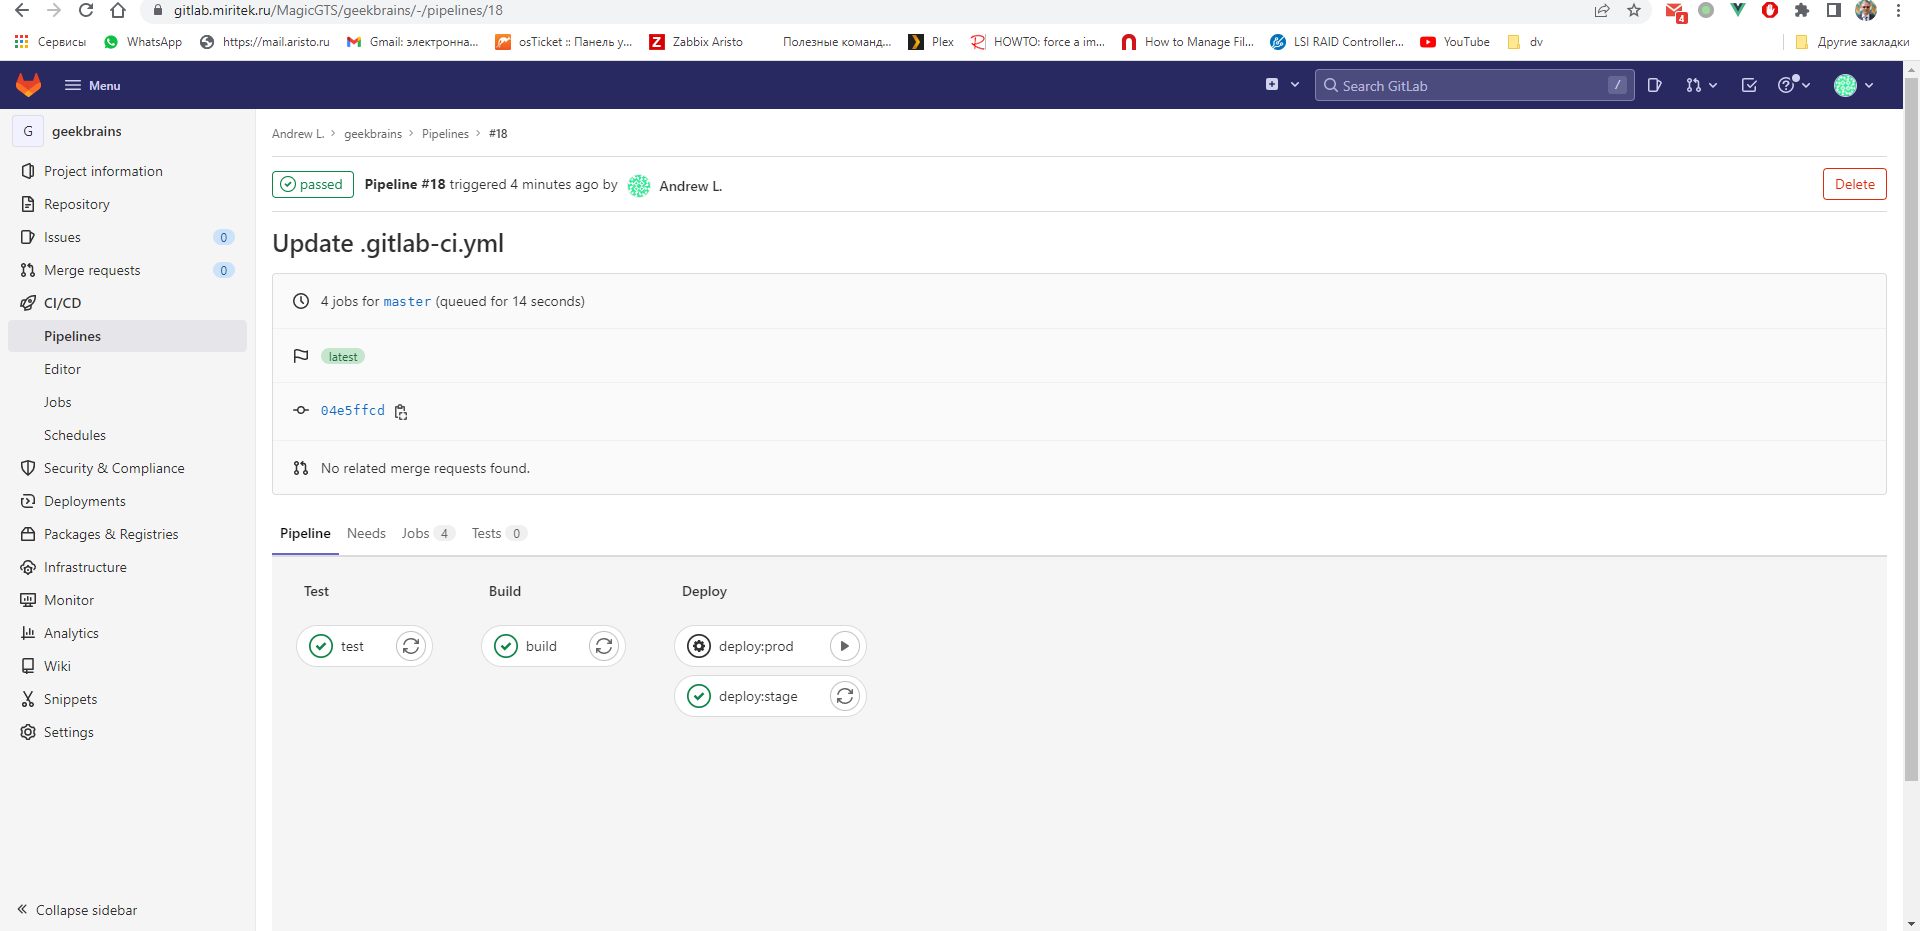 gitlab.miritek.ru/MagicGTS/geekbrains/-/pipelines/18
4
Сервисы WhatsApp https://mail.aristo.ru Gmail: электронна... osTicket :: Панель у... Zabbix Aristo Полезные команд... Plex HOWTO: force a im... How to Manage Fil... LSI RAID Controller... YouTube dv Другие закладки
Menu Search GitLab /
G geekbrains
Project information
Repository
Issues 0
Merge requests 0
CI/CD
Pipelines
Editor
Jobs
Schedules
Security & Compliance
Deployments
Packages & Registries
Infrastructure
Monitor
Analytics
Wiki
Snippets
Settings
Collapse sidebar
Andrew L. > geekbrains > Pipelines > #18
passed Pipeline #18 triggered 4 minutes ago by Andrew L. Delete
Update .gitlab-ci.yml
4 jobs for master (queued for 14 seconds)
latest
04e5ffcd
No related merge requests found.
Pipeline Needs Jobs 4 Tests 0
Test Build Deploy
test build deploy:prod
deploy:stage